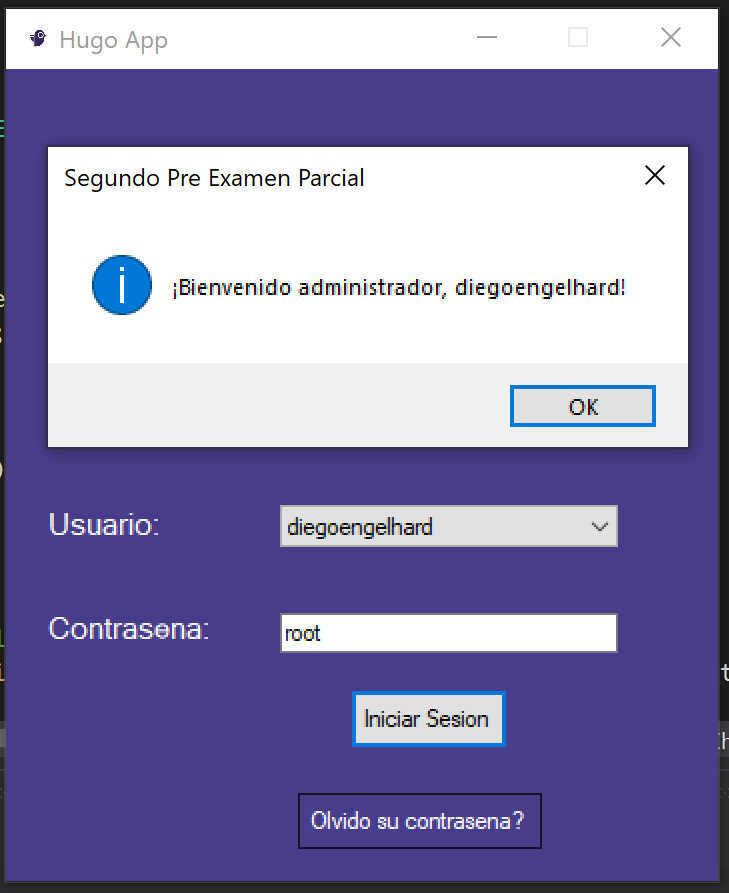 Hugo App
Segundo Pre Examen Parcial
¡Bienvenido administrador, diegoengelhard!
OK
Usuario:
diegoengelhard
Contrasena:
root
Iniciar Sesion
Olvido su contrasena?